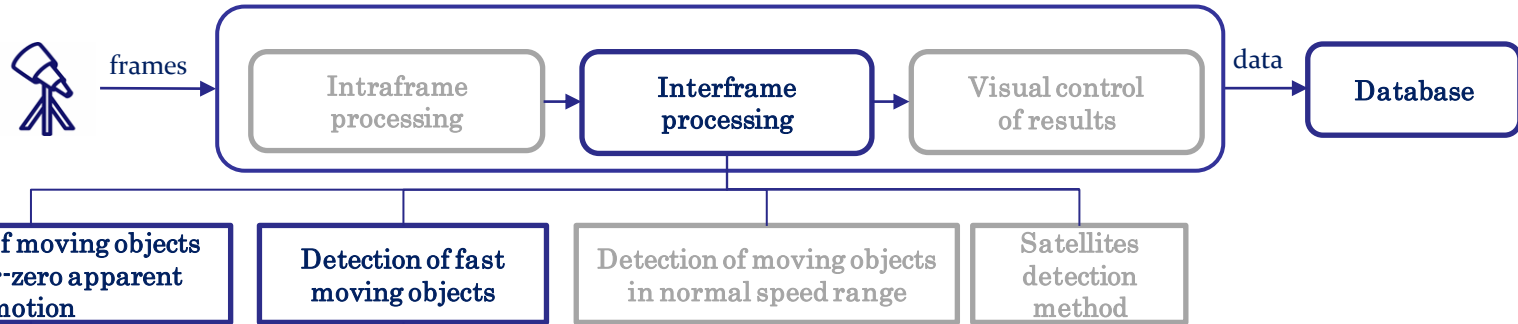 frames
Intraframe
processing
Interframe
processing
Visual control
of results
data
Database
of moving objects
-zero apparent
motion
Detection of fast
moving objects
Detection of moving objects
in normal speed range
Satellites
detection
method